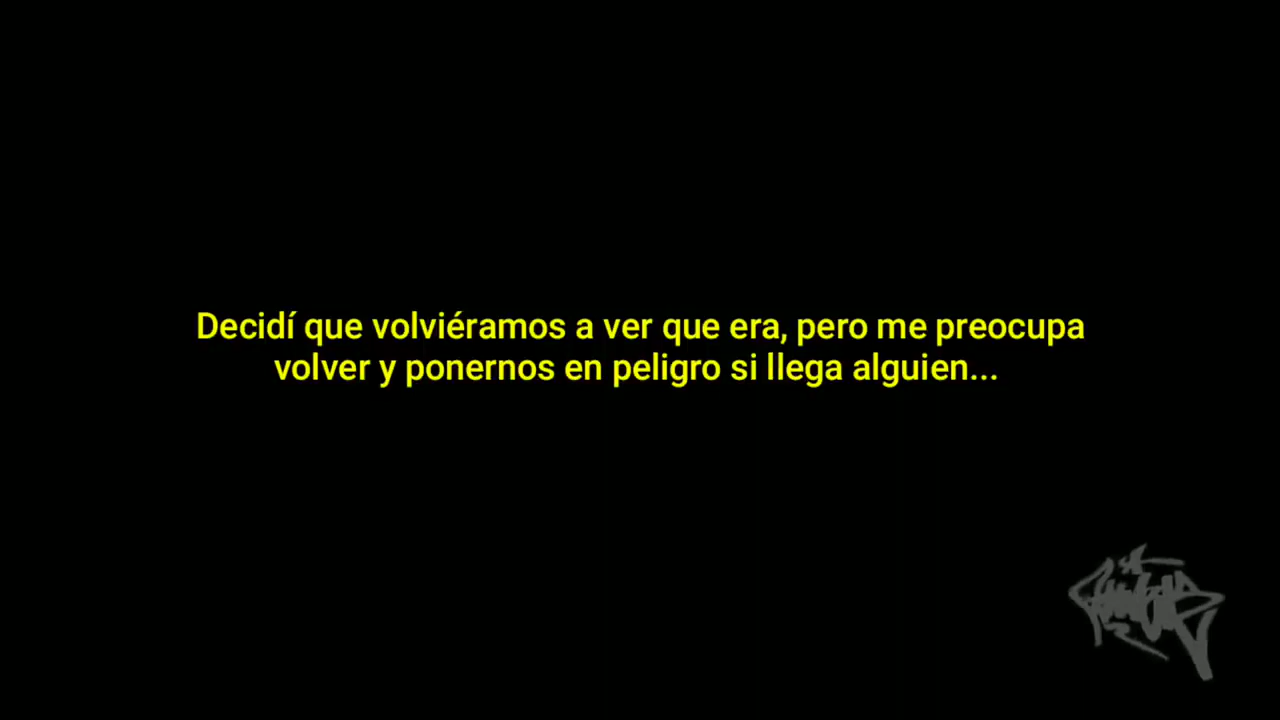 Decidí que volviéramos a ver que era, pero me preocupa
volver y ponernos en peligro si llega alguien...